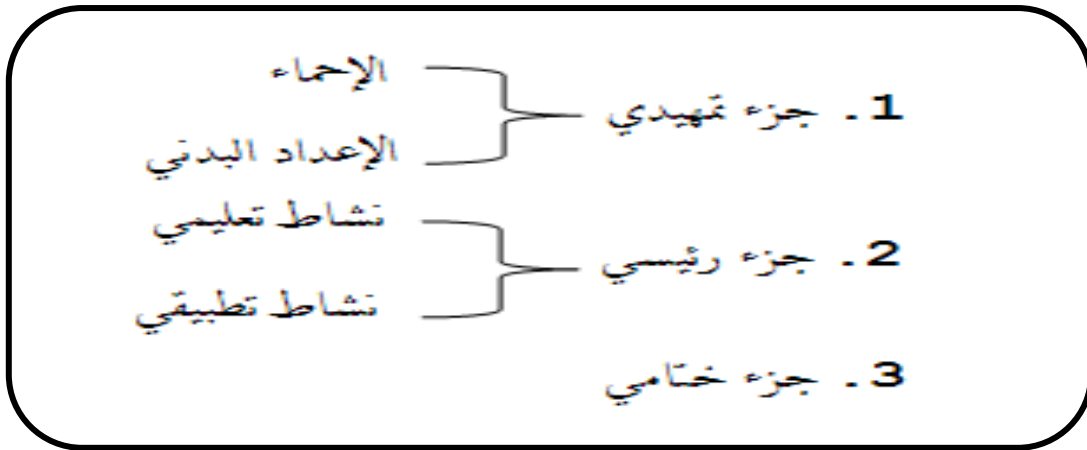 الإحماء
1. جزء تمهيدي
الإعداد البدني
نشاط تعليمي
2. جزء رئيسي
نشاط تطبيقي
3. جزء ختامي